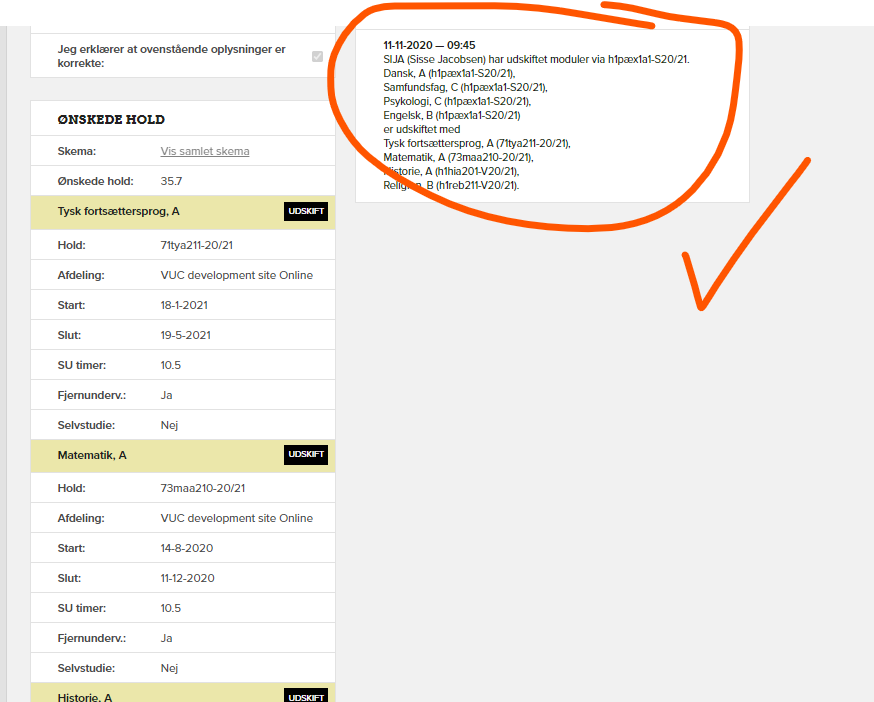 Jeg erklærer at ovenstående oplysninger er
korrekte:
ØNSKEDE HOLD
Skema: Vis samlet skema
Ønskede hold: 35.7
Tysk fortsættersprog, A UDSKIFT
Hold: 71tya211-20/21
Afdeling: VUC development site Online
Start: 18-1-2021
Slut: 19-5-2021
SU timer: 10.5
Fjernunderv.: Ja
Selvstudie: Nej
Matematik, A UDSKIFT
Hold: 73maa210-20/21
Afdeling: VUC development site Online
Start: 14-8-2020
Slut: 11-12-2020
SU timer: 10.5
Fjernunderv.: Ja
Selvstudie: Nej
Historie, A UDSKIFT
11-11-2020 — 09:45
SIJA (Sisse Jacobsen) har udskiftet moduler via h1pæx1a1-S20/21.
Dansk, A (h1pæx1a1-S20/21),
Samfundsfag, C (h1pæx1a1-S20/21),
Psykologi, C (h1pæx1a1-S20/21),
Engelsk, B (h1pæx1a1-S20/21)
er udskiftet med
Tysk fortsættersprog, A (71tya211-20/21),
Matematik, A (73maa210-20/21),
Historie, A (h1hia201-V20/21),
Religion, B (h1reb211-V20/21).